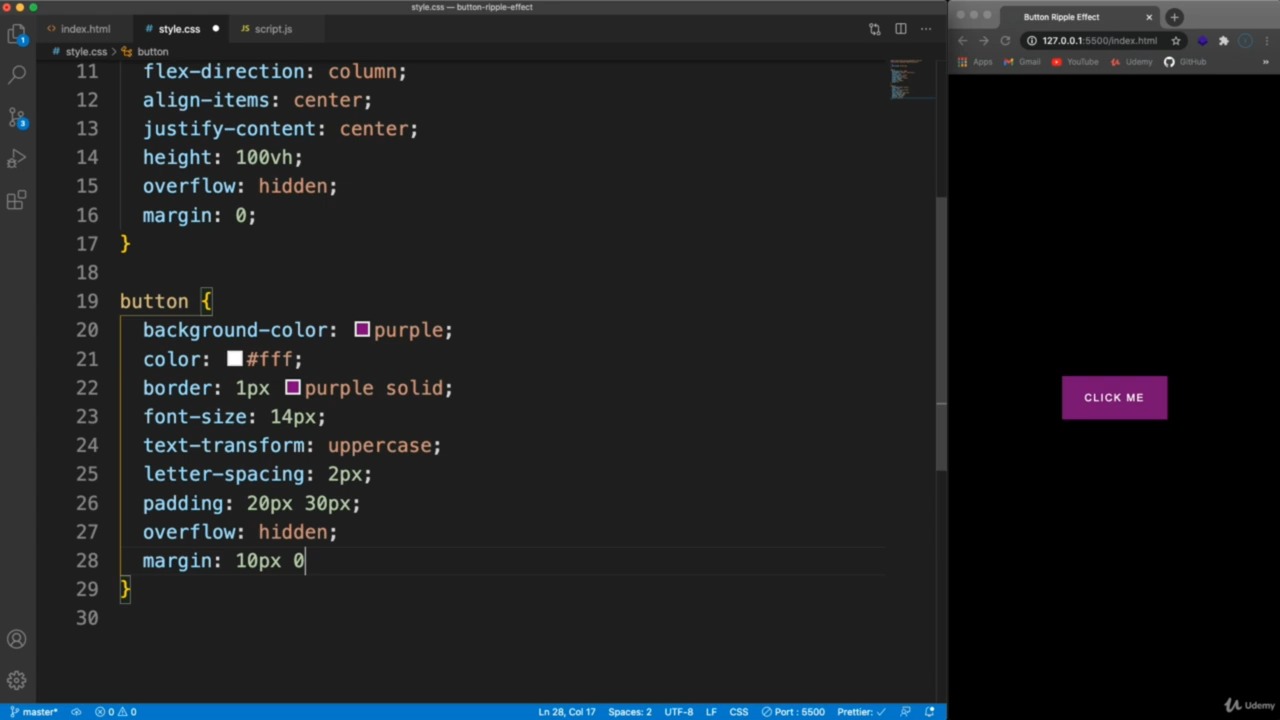 style.css — button-ripple-effect
index.html
style.css
script.js
style.css > button
11 flex-direction: column;
12 align-items: center;
13 justify-content: center;
14 height: 100vh;
15 overflow: hidden;
16 margin: 0;
17 }
18
19 button {
20 background-color: purple;
21 color: #fff;
22 border: 1px purple solid;
23 font-size: 14px;
24 text-transform: uppercase;
25 letter-spacing: 2px;
26 padding: 20px 30px;
27 overflow: hidden;
28 margin: 10px 0
29 }
30
master*
0 0
Ln 28, Col 17
Spaces: 2
UTF-8
LF
CSS
Port : 5500
Prettier: ✓
Button Ripple Effect
127.0.0.1:5500/index.html
Apps
Gmail
YouTube
Udemy
GitHub
»
CLICK ME
Udemy